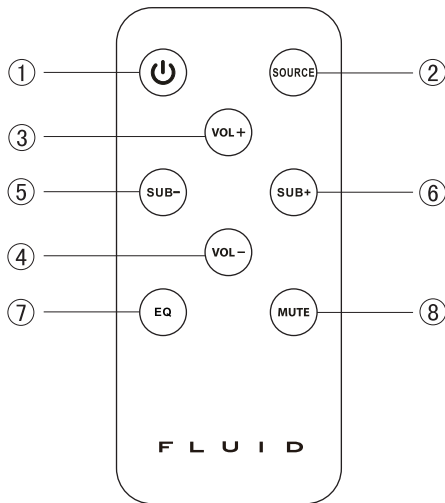 ① ②
SOURCE
③ VOL+
⑤ SUB− SUB+ ⑥
④ VOL−
⑦ EQ MUTE ⑧
FLUID